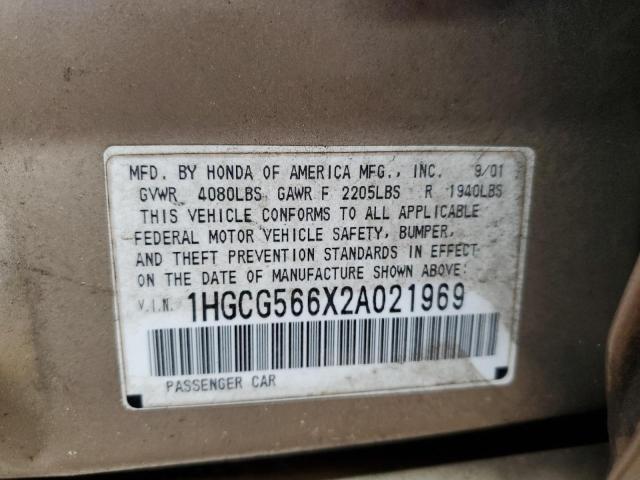 MFD. BY HONDA OF AMERICA MFG., INC. 9/01
GVWR 4080LBS GAWR F 2205LBS R 1940LBS
THIS VEHICLE CONFORMS TO ALL APPLICABLE
FEDERAL MOTOR VEHICLE SAFETY, BUMPER,
AND THEFT PREVENTION STANDARDS IN EFFECT
ON THE DATE OF MANUFACTURE SHOWN ABOVE:
V.I.N. 1HGCG566X2A021969
PASSENGER CAR